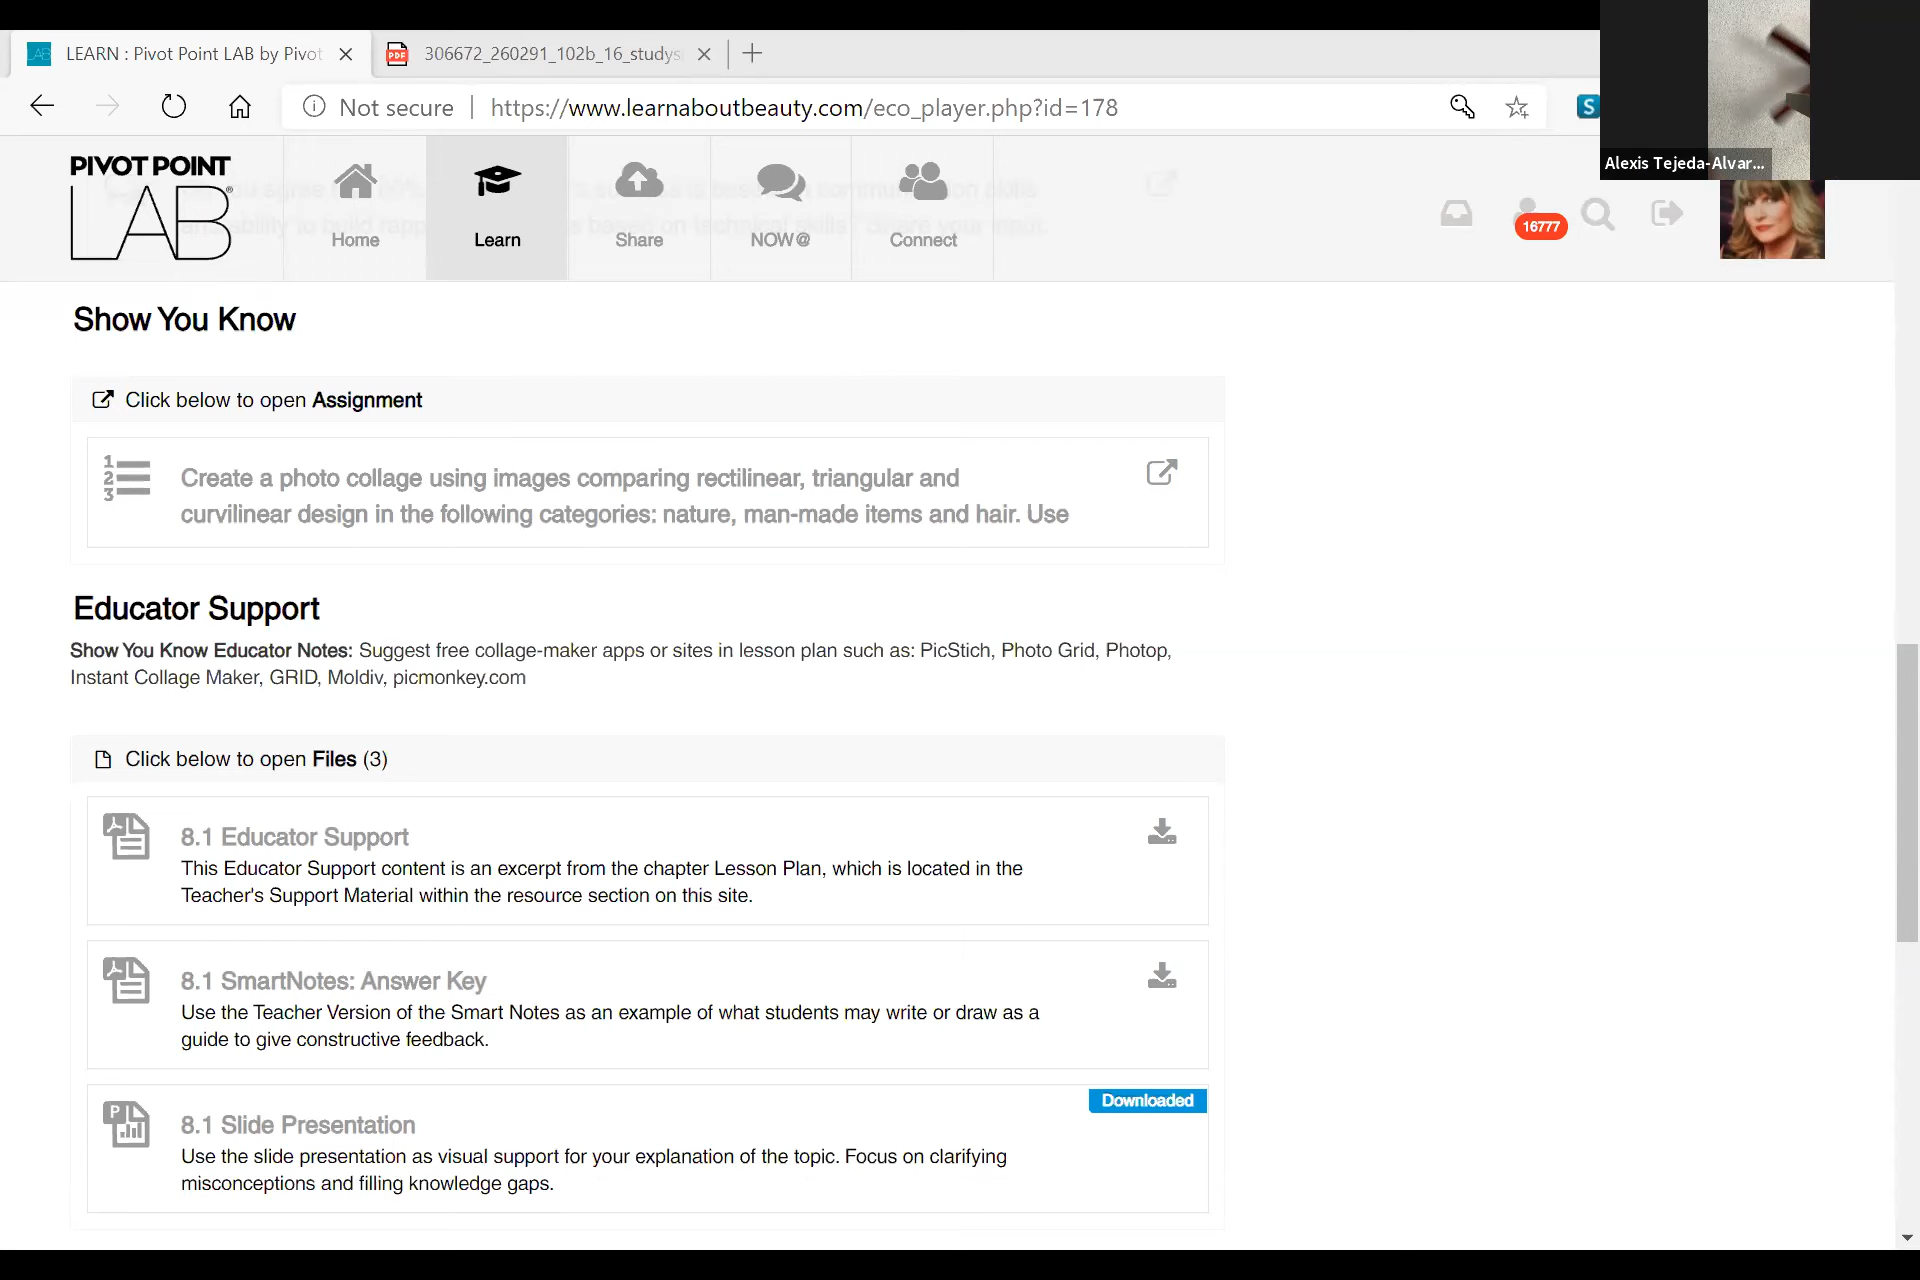 LEARN : Pivot Point LAB by Pivot
306672_260291_102b_16_studys
Not secure | https://www.learnaboutbeauty.com/eco_player.php?id=178
S
Alexis Tejeda-Alvar...
PIVOT POINT
LAB®
Home
Learn
Share
NOW@
Connect
16777
Show You Know
Click below to open Assignment
1
2
3
Create a photo collage using images comparing rectilinear, triangular and
curvilinear design in the following categories: nature, man-made items and hair. Use
Educator Support
Show You Know Educator Notes: Suggest free collage-maker apps or sites in lesson plan such as: PicStich, Photo Grid, Photop,
Instant Collage Maker, GRID, Moldiv, picmonkey.com
Click below to open Files (3)
8.1 Educator Support
This Educator Support content is an excerpt from the chapter Lesson Plan, which is located in the
Teacher's Support Material within the resource section on this site.
8.1 SmartNotes: Answer Key
Use the Teacher Version of the Smart Notes as an example of what students may write or draw as a
guide to give constructive feedback.
Downloaded
8.1 Slide Presentation
Use the slide presentation as visual support for your explanation of the topic. Focus on clarifying
misconceptions and filling knowledge gaps.